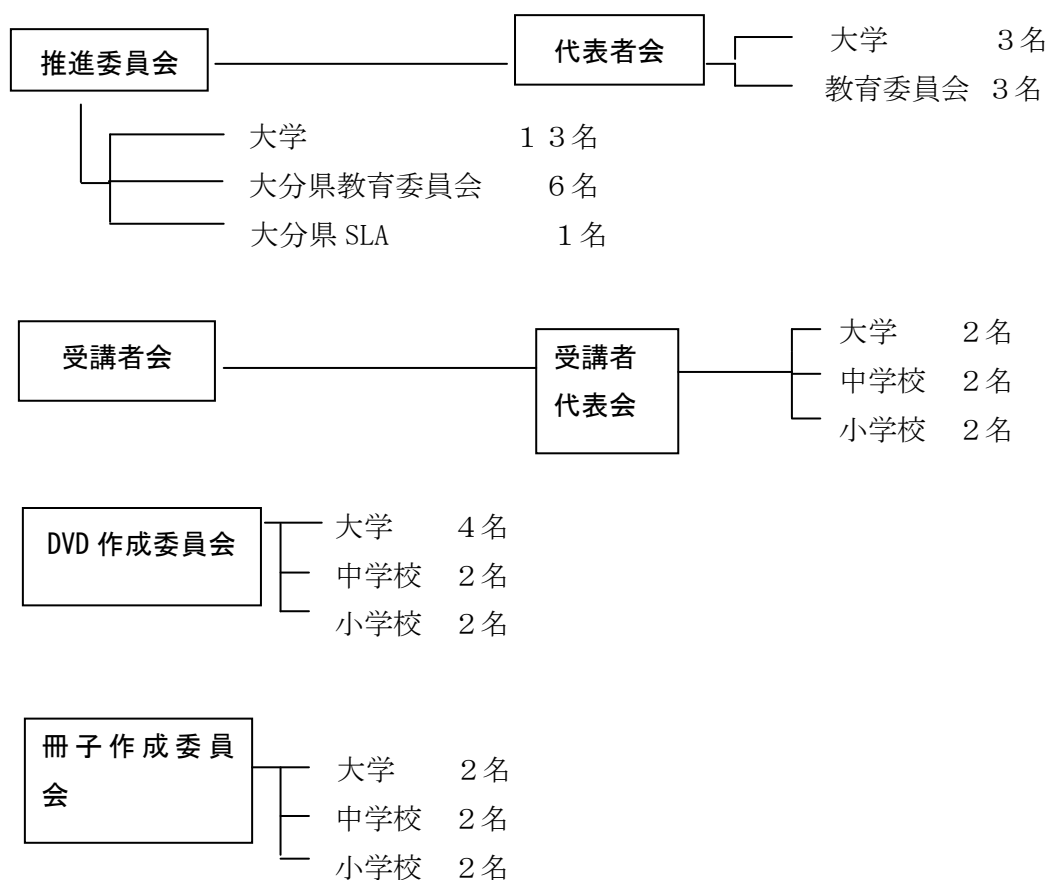 推進委員会
代表者会
大学 3名
教育委員会 3名
大学 13名
大分県教育委員会 6名
大分県 SLA 1名
受講者会
受講者
代表会
大学 2名
中学校 2名
小学校 2名
DVD 作成委員会
大学 4名
中学校 2名
小学校 2名
冊子作成委員
会
大学 2名
中学校 2名
小学校 2名